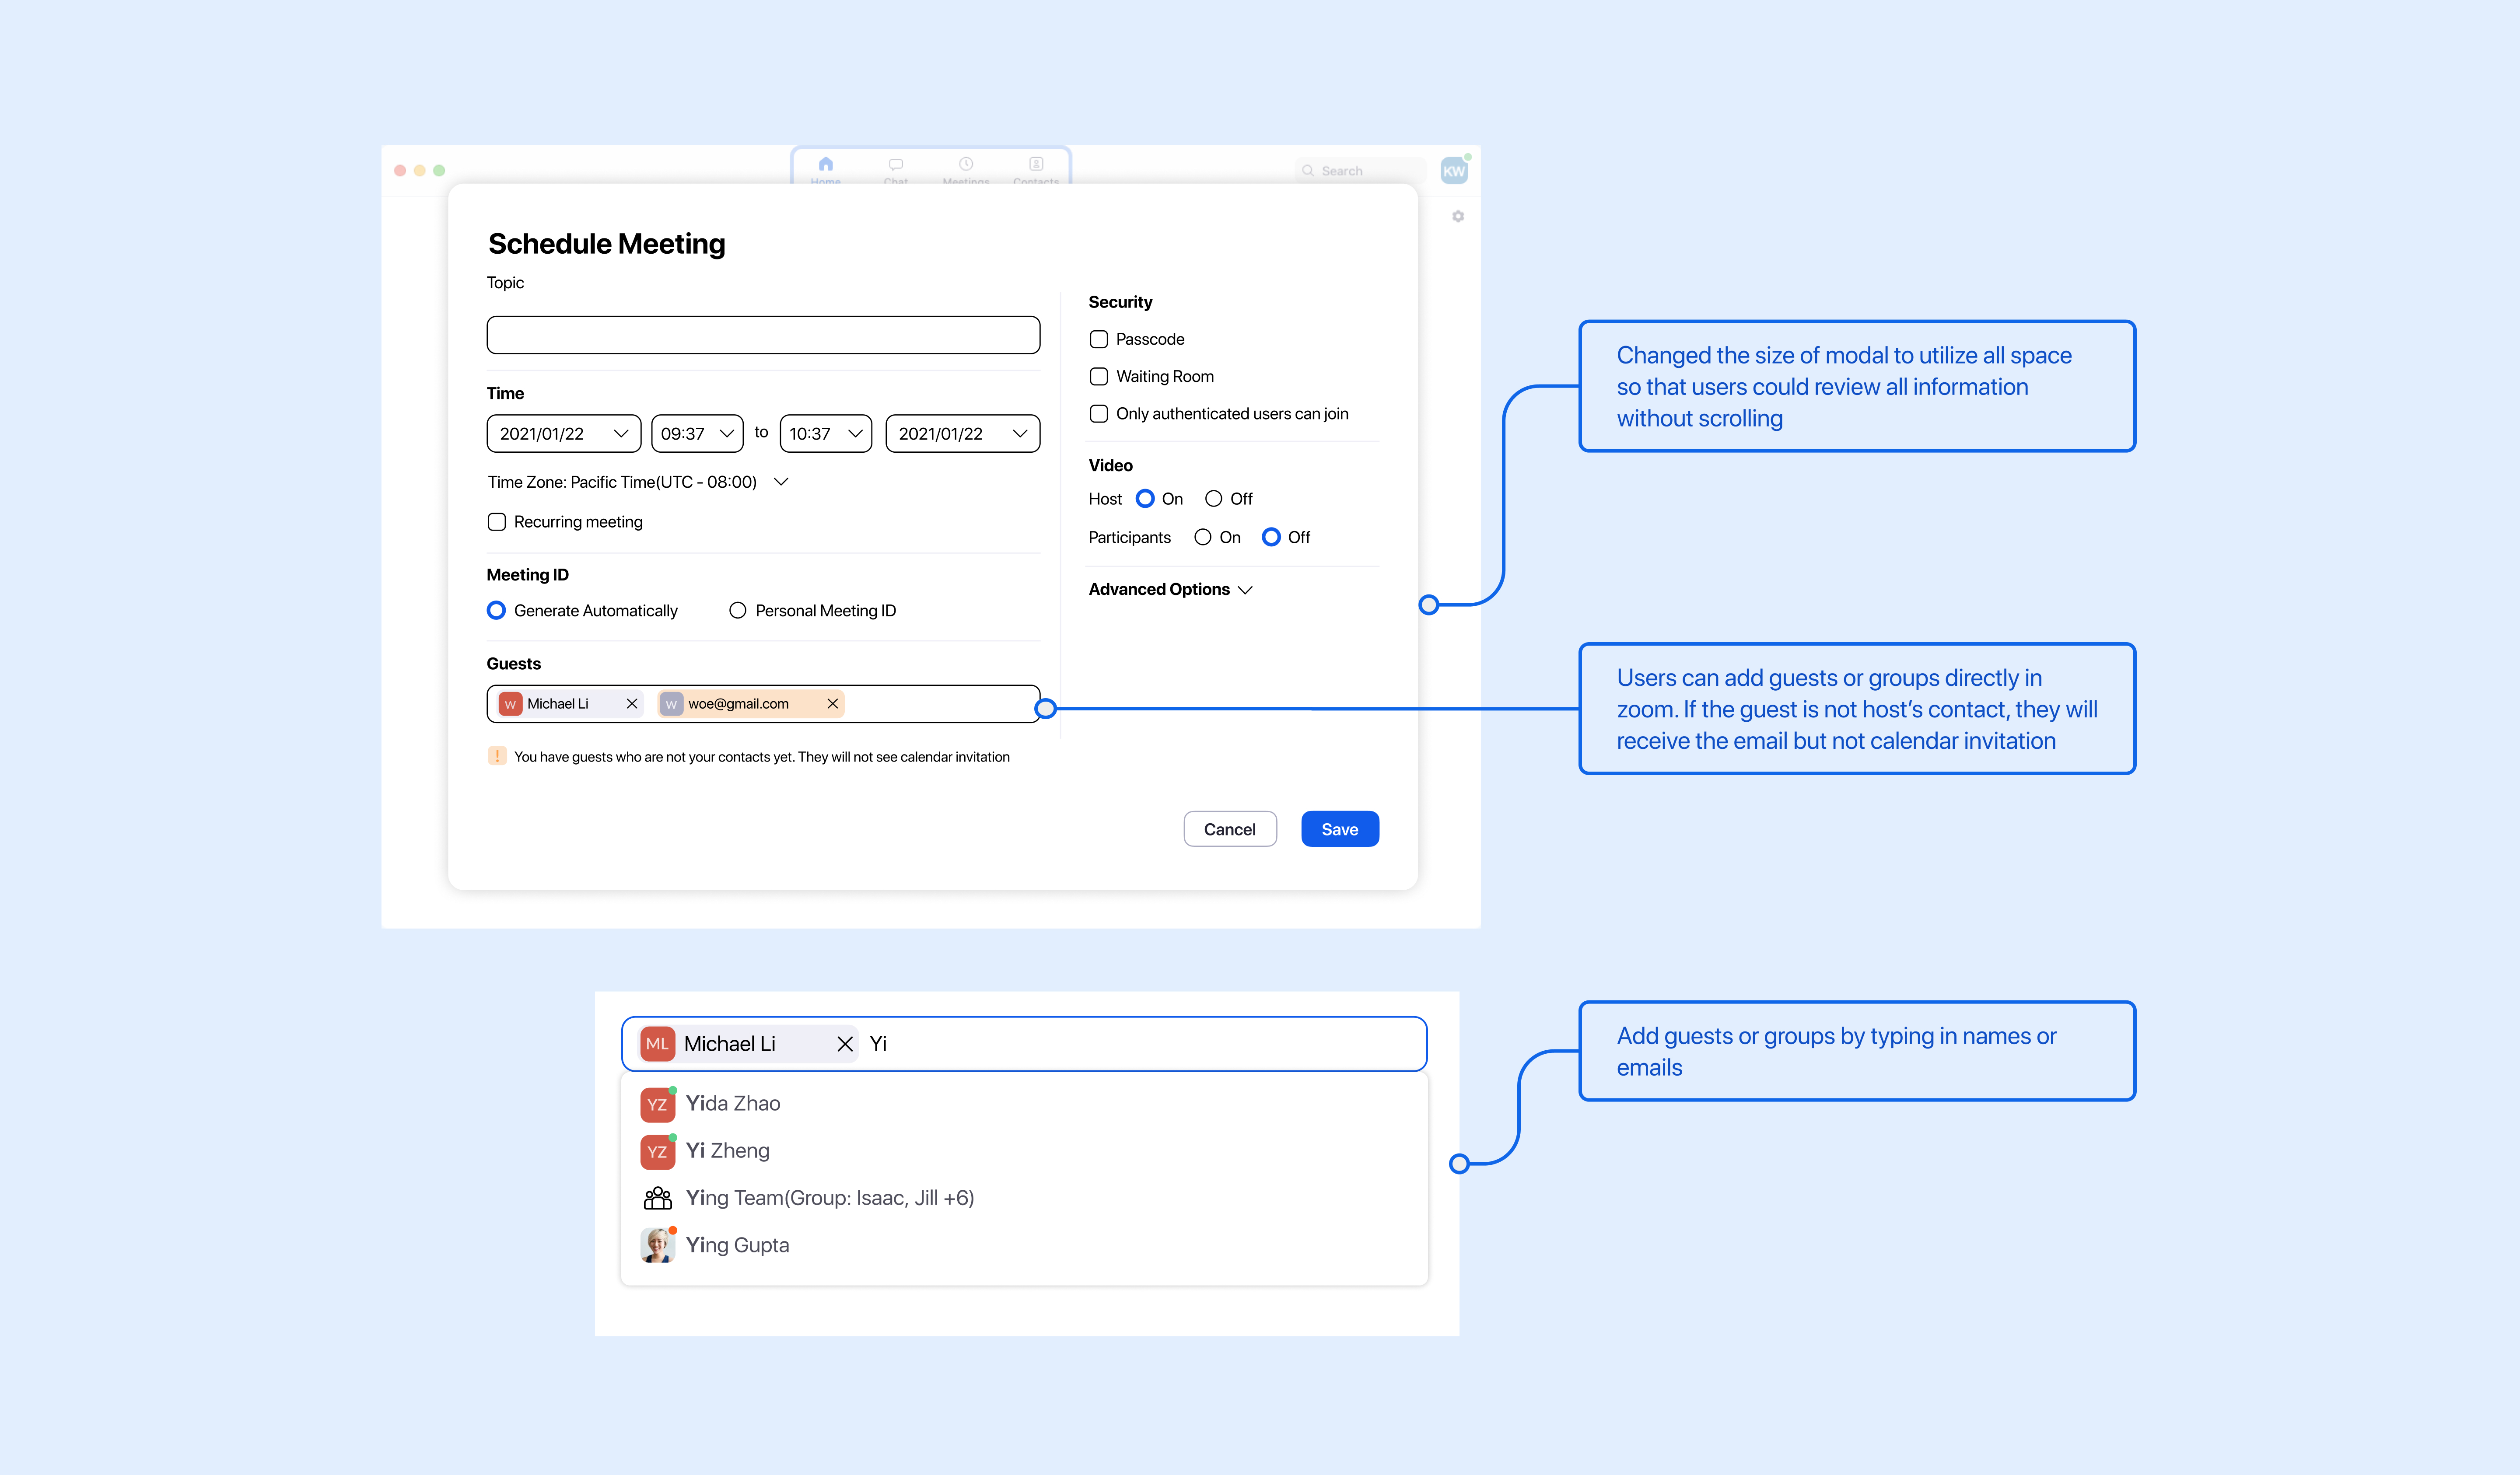 Home Chat Meetings Contacts
Search
KW
Schedule Meeting
Topic
Time
2021/01/22 09:37 to 10:37 2021/01/22
Time Zone: Pacific Time(UTC - 08:00)
Recurring meeting
Meeting ID
Generate Automatically Personal Meeting ID
Guests
W Michael Li W woe@gmail.com
! You have guests who are not your contacts yet. They will not see calendar invitation
Security
Passcode
Waiting Room
Only authenticated users can join
Video
Host On Off
Participants On Off
Advanced Options
Cancel Save
Changed the size of modal to utilize all space
so that users could review all information
without scrolling
Users can add guests or groups directly in
zoom. If the guest is not host’s contact, they will
receive the email but not calendar invitation
ML Michael Li Yi
YZ Yida Zhao
YZ Yi Zheng
Ying Team(Group: Isaac, Jill +6)
Ying Gupta
Add guests or groups by typing in names or
emails